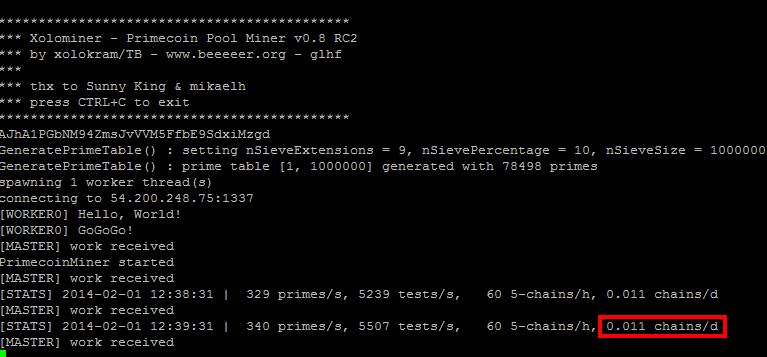 ********************************************
*** Xolominer - Primecoin Pool Miner v0.8 RC2
*** by xolokram/TB - www.beeeeer.org - glhf
***
*** thx to Sunny King & mikaelh
*** press CTRL+C to exit
********************************************
AJhA1PGbNM94ZmsJvVVM5FfbE9SdxiMzgd
GeneratePrimeTable() : setting nSieveExtensions = 9, nSievePercentage = 10, nSieveSize = 1000000
GeneratePrimeTable() : prime table [1, 1000000] generated with 78498 primes
spawning 1 worker thread(s)
connecting to 54.200.248.75:1337
[WORKER0] Hello, World!
[WORKER0] GoGoGo!
[MASTER] work received
PrimecoinMiner started
[MASTER] work received
[STATS] 2014-02-01 12:38:31 | 329 primes/s, 5239 tests/s, 60 5-chains/h, 0.011 chains/d
[MASTER] work received
[STATS] 2014-02-01 12:39:31 | 340 primes/s, 5507 tests/s, 60 5-chains/h, 0.011 chains/d
[MASTER] work received